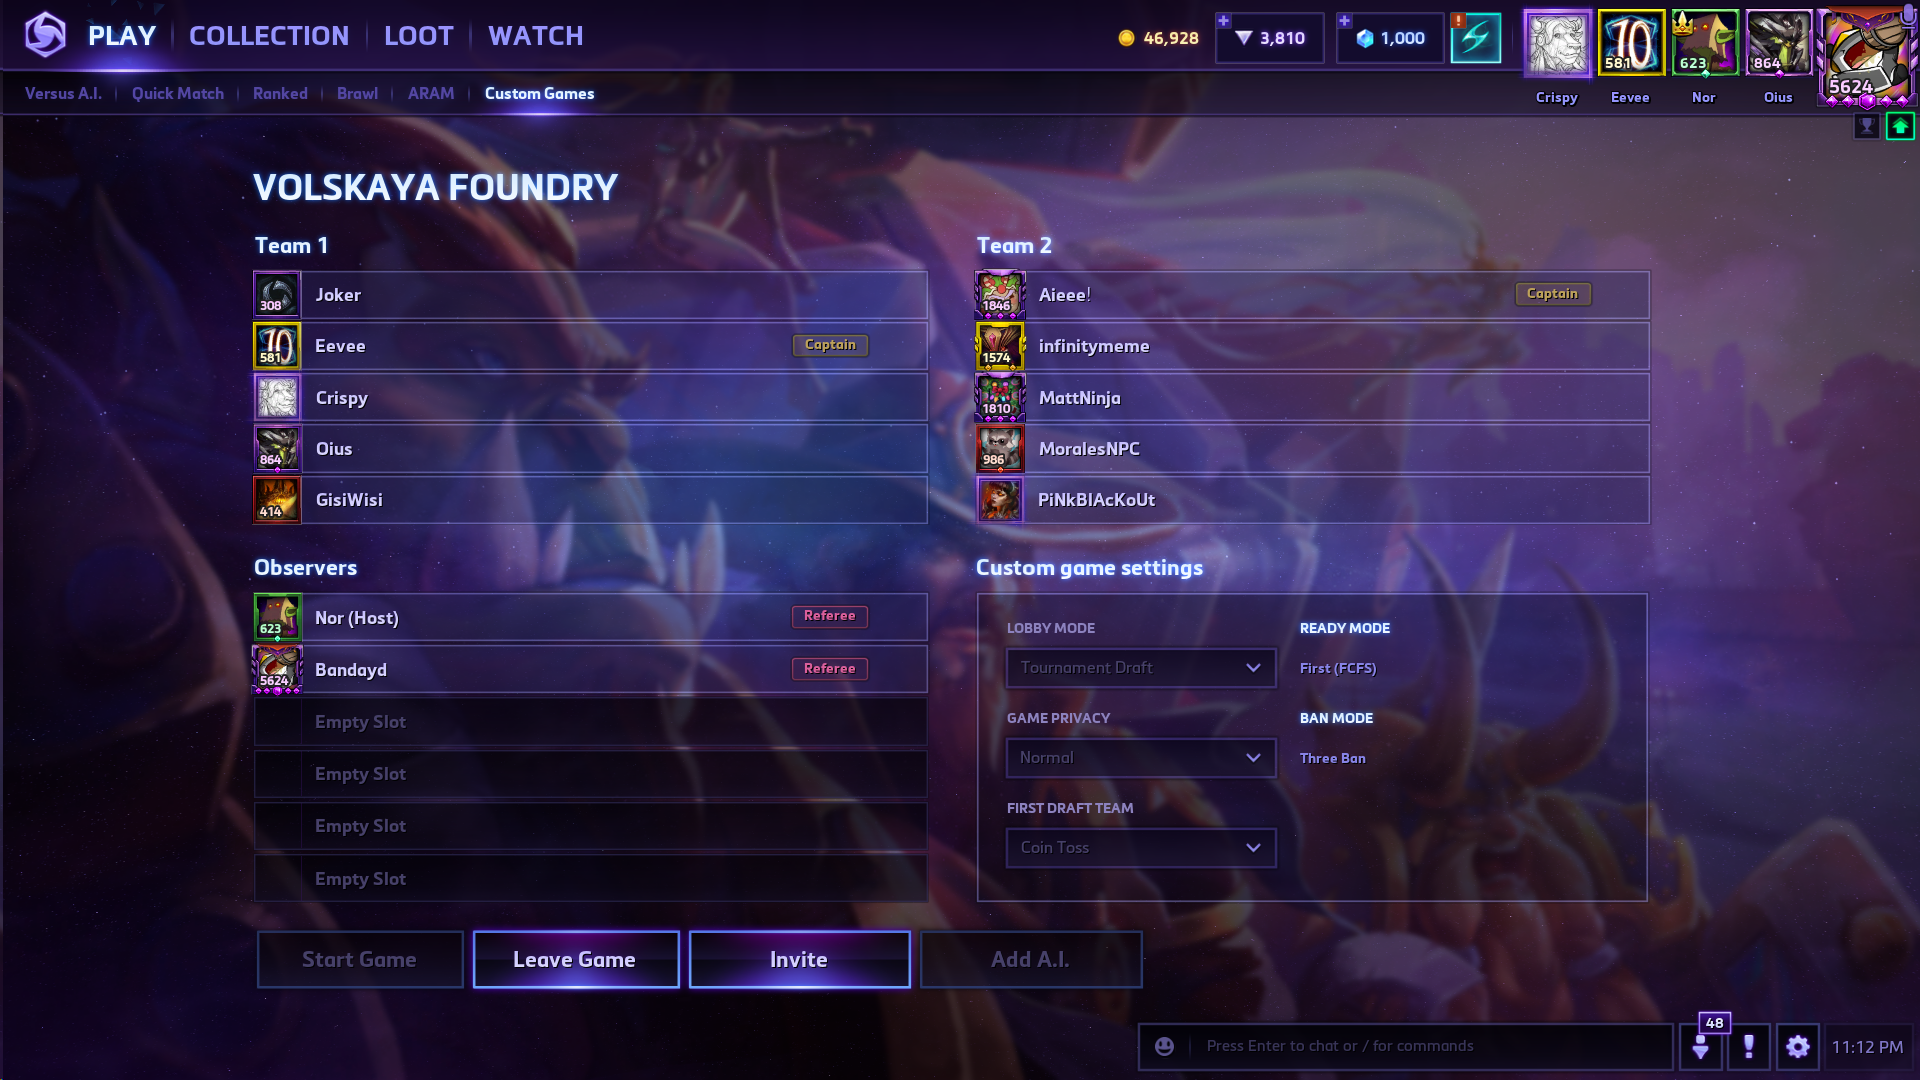 PLAY COLLECTION LOOT WATCH
46,928 3,810 1,000
581 623 864 5624
Crispy Eevee Nor Oius
Versus A.I. Quick Match Ranked Brawl ARAM Custom Games
VOLSKAYA FOUNDRY
Team 1
308 Joker
581 Eevee Captain
Crispy
864 Oius
414 GisiWisi
Team 2
1846 Aieee! Captain
1574 infinitymeme
1810 MattNinja
986 MoralesNPC
PiNkBlAcKoUt
Observers
623 Nor (Host) Referee
5624 Bandayd Referee
Empty Slot
Empty Slot
Empty Slot
Empty Slot
Custom game settings
LOBBY MODE READY MODE
Tournament Draft First (FCFS)
GAME PRIVACY BAN MODE
Normal Three Ban
FIRST DRAFT TEAM
Coin Toss
Start Game Leave Game Invite Add A.I.
48
Press Enter to chat or / for commands
11:12 PM